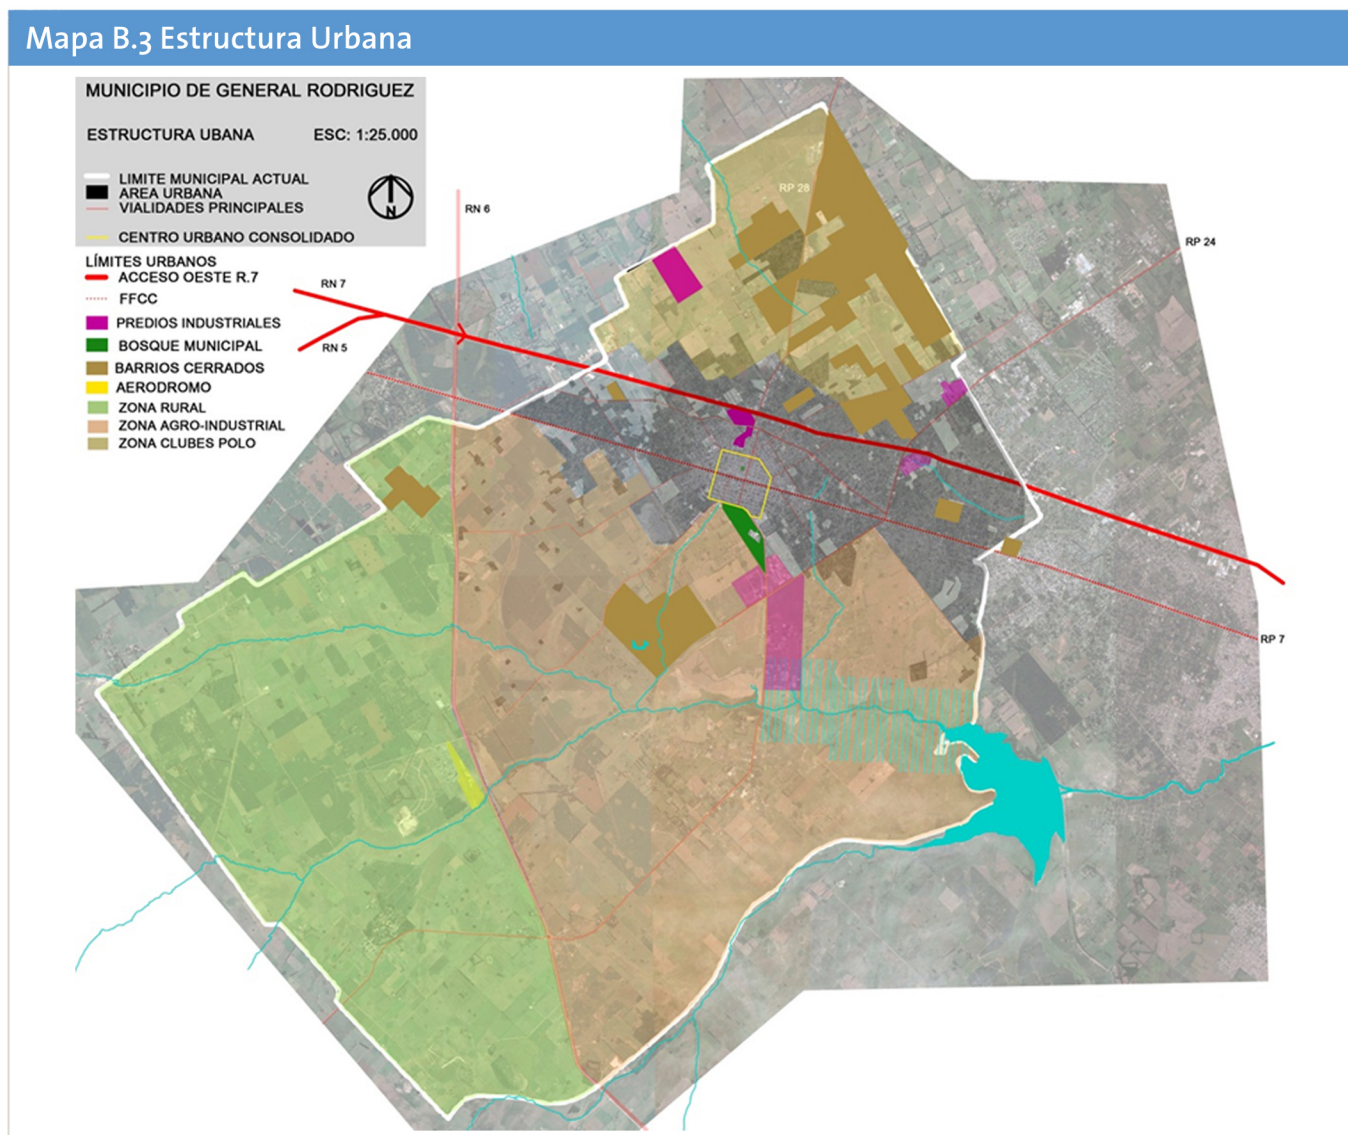 Mapa B.3 Estructura Urbana
MUNICIPIO DE GENERAL RODRIGUEZ
ESTRUCTURA UBANA ESC: 1:25.000
LIMITE MUNICIPAL ACTUAL
AREA URBANA
VIALIDADES PRINCIPALES
N
CENTRO URBANO CONSOLIDADO
LÍMITES URBANOS
ACCESO OESTE R.7
FFCC
PREDIOS INDUSTRIALES
BOSQUE MUNICIPAL
BARRIOS CERRADOS
AERODROMO
ZONA RURAL
ZONA AGRO-INDUSTRIAL
ZONA CLUBES POLO
RP 28
RN 6
RP 24
RN 7
RN 5
RP 7